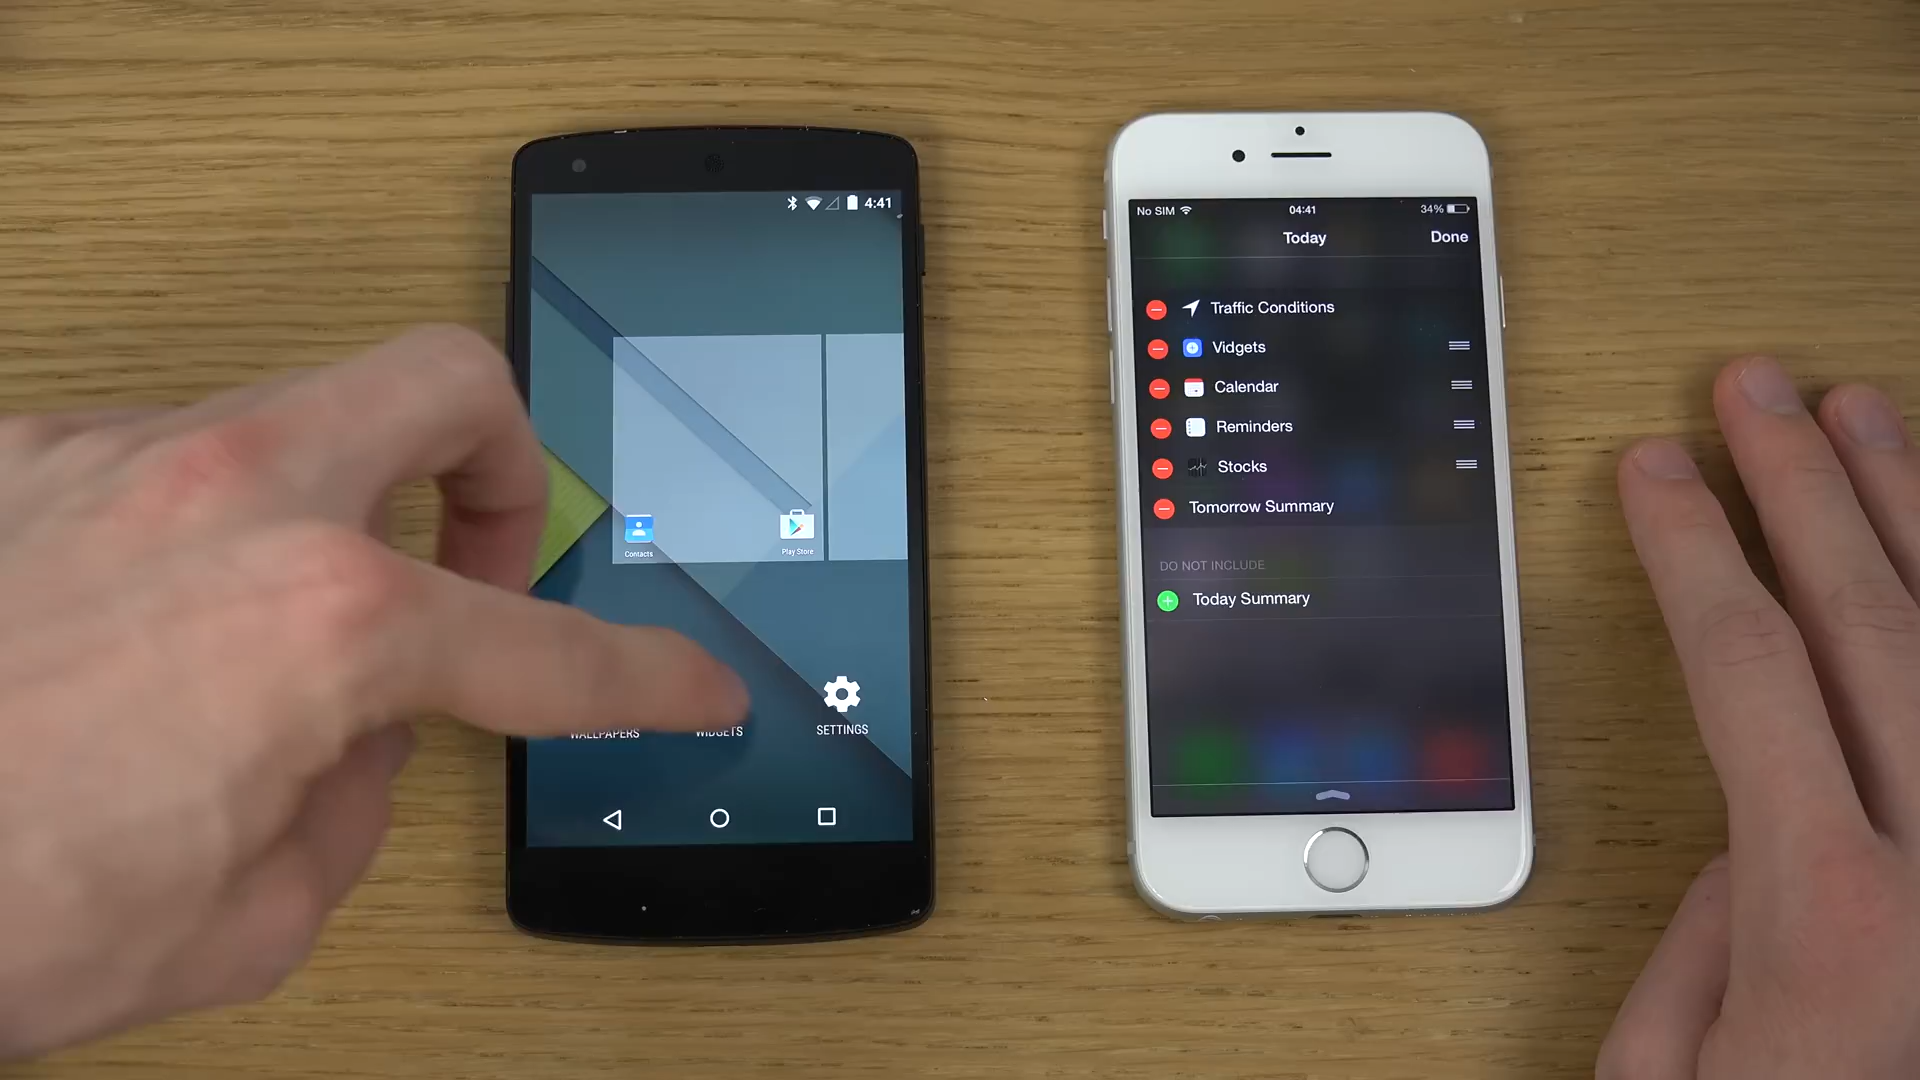 4:41
Contacts
Play Store
WALLPAPERS
WIDGETS
SETTINGS
No SIM
04:41
34%
Today
Done
Traffic Conditions
Vidgets
Calendar
Reminders
Stocks
Tomorrow Summary
DO NOT INCLUDE
Today Summary